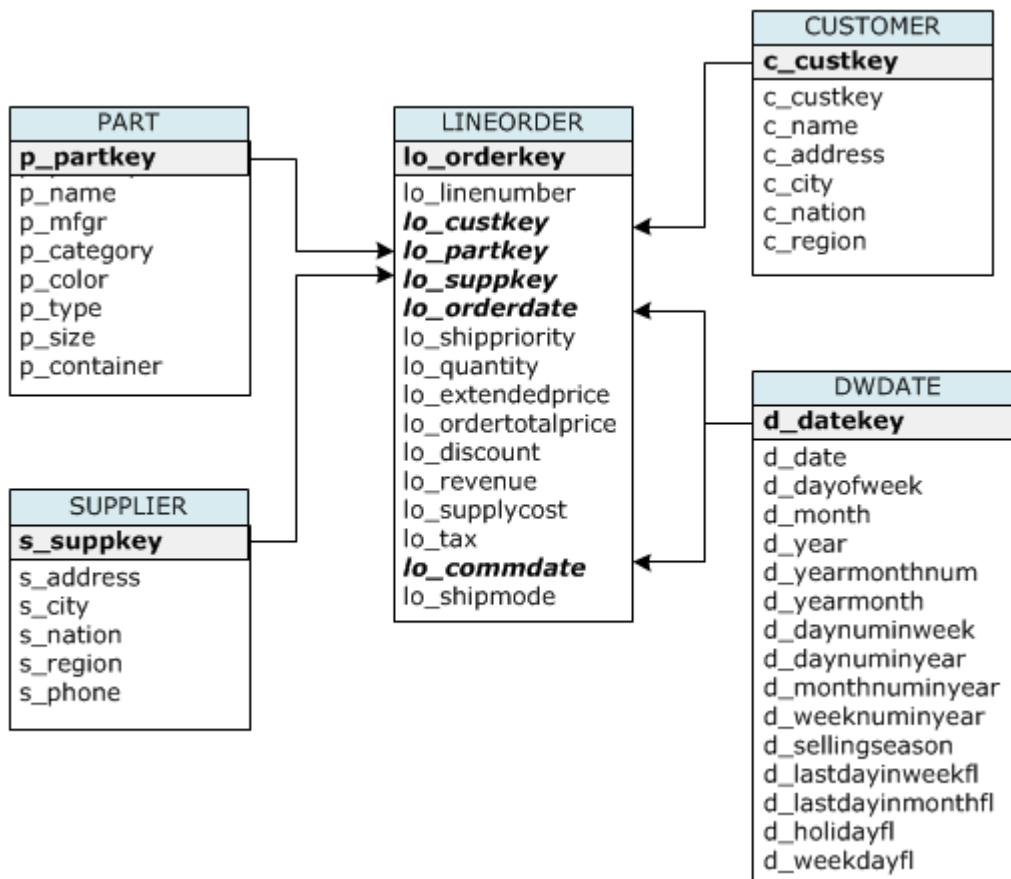 PART
p_partkey
p_name
p_mfgr
p_category
p_color
p_type
p_size
p_container
SUPPLIER
s_suppkey
s_address
s_city
s_nation
s_region
s_phone
LINEORDER
lo_orderkey
lo_linenumber
lo_custkey
lo_partkey
lo_suppkey
lo_orderdate
lo_shippriority
lo_quantity
lo_extendedprice
lo_ordertotalprice
lo_discount
lo_revenue
lo_supplycost
lo_tax
lo_commdate
lo_shipmode
CUSTOMER
c_custkey
c_custkey
c_name
c_address
c_city
c_nation
c_region
DWDATE
d_datekey
d_date
d_dayofweek
d_month
d_year
d_yearmonthnum
d_yearmonth
d_daynuminweek
d_daynuminyear
d_monthnuminyear
d_weeknuminyear
d_sellingseason
d_lastdayinweekfl
d_lastdayinmonthfl
d_holidayfl
d_weekdayfl